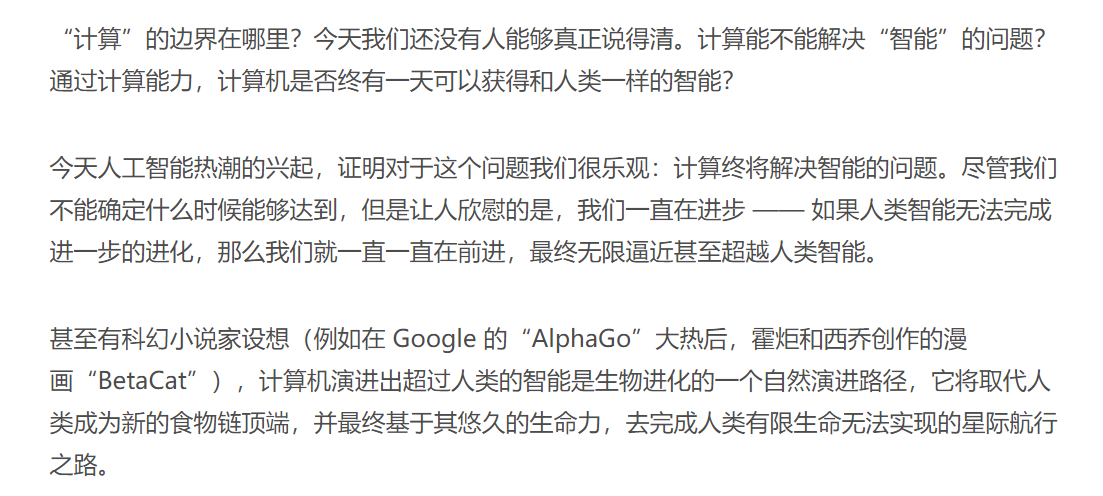 “计算”的边界在哪里？今天我们还没有人能够真正说得清。计算能不能解决“智能”的问题？
通过计算能力，计算机是否终有一天可以获得和人类一样的智能？
今天人工智能热潮的兴起，证明对于这个问题我们很乐观：计算终将解决智能的问题。尽管我们
不能确定什么时候能够达到，但是让人欣慰的是，我们一直在进步 —— 如果人类智能无法完成
进一步的进化，那么我们就一直一直在前进，最终无限逼近甚至超越人类智能。
甚至有科幻小说家设想（例如在 Google 的“AlphaGo”大热后，霍炬和西乔创作的漫
画“BetaCat”），计算机演进出超过人类的智能是生物进化的一个自然演进路径，它将取代人
类成为新的食物链顶端，并最终基于其悠久的生命力，去完成人类有限生命无法实现的星际航行
之路。